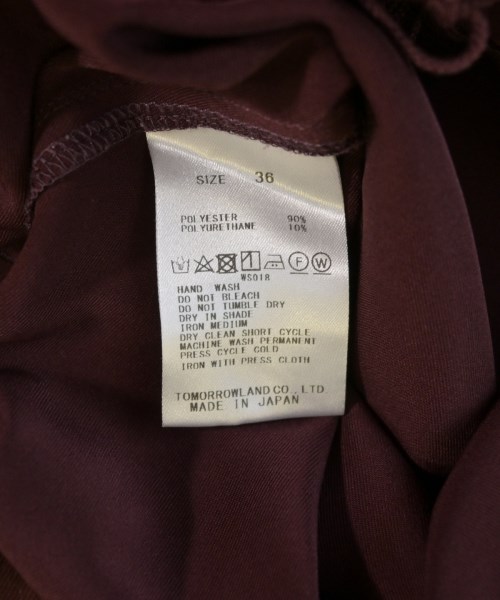 SIZE 36
POLYESTER 90%
POLYURETHANE 10%
F W
WS018
HAND WASH
DO NOT BLEACH
DO NOT TUMBLE DRY
DRY IN SHADE
IRON MEDIUM
DRY CLEAN SHORT CYCLE
MACHINE WASH PERMANENT
PRESS CYCLE COLD
IRON WITH PRESS CLOTH
TOMORROWLAND CO., LTD.
MADE IN JAPAN